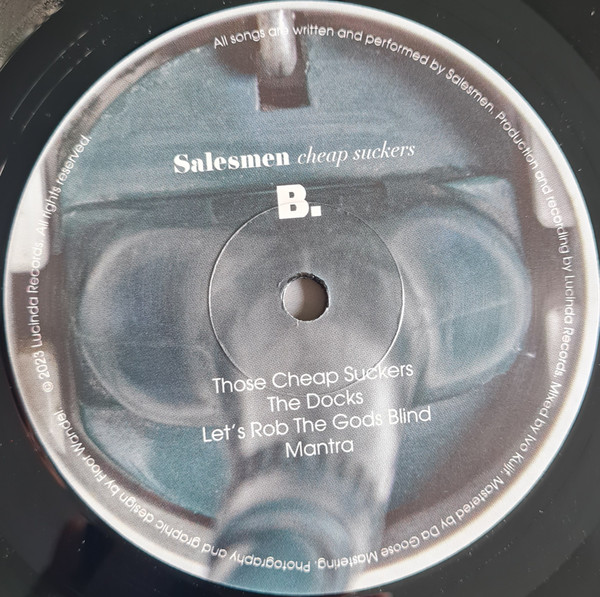 Salesmen cheap suckers
B.
Those Cheap Suckers
The Docks
Let's Rob The Gods Blind
Mantra
All songs are written and performed by Salesmen. Production and recording by Lucinda Records. Mixed by Ivo Kuijf. Mastered by Da Goose Mastering. Photography and graphic design by Floor Wandel
© 2023 Lucinda Records. All rights reserved.